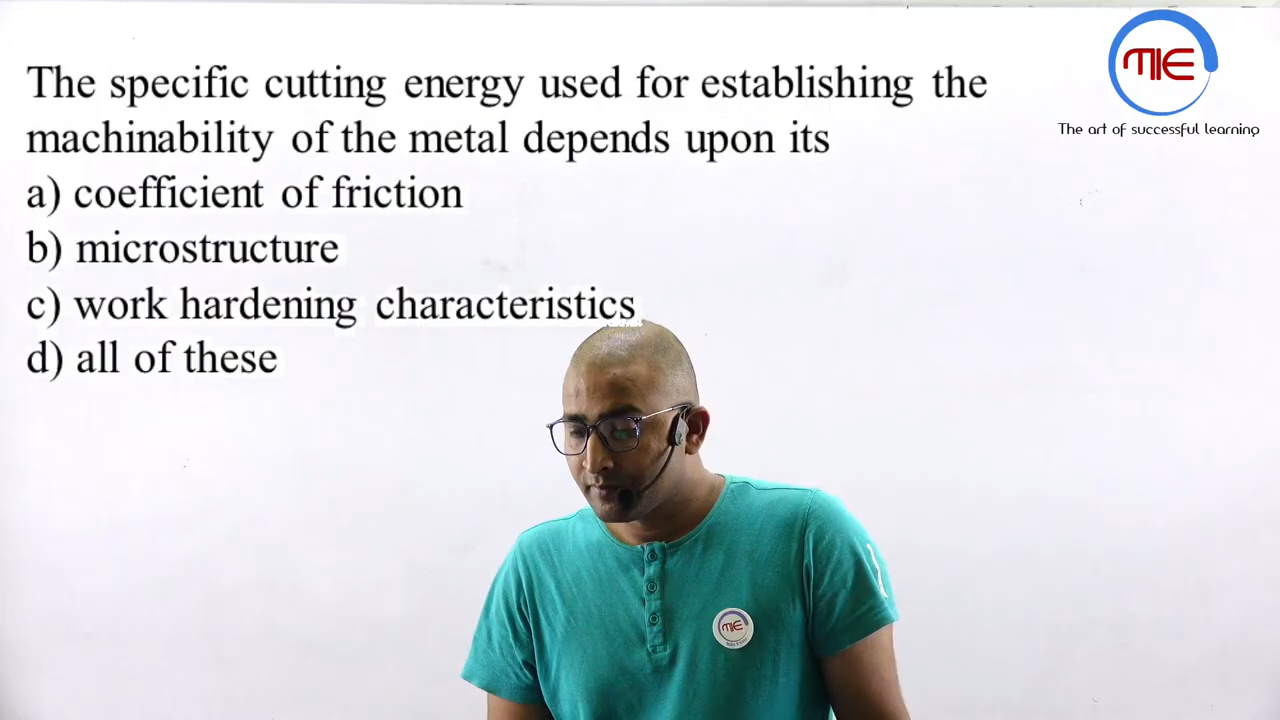 The specific cutting energy used for establishing the
machinability of the metal depends upon its
a) coefficient of friction
b) microstructure
c) work hardening characteristics
d) all of these
MIE
The art of successful learning
MIE